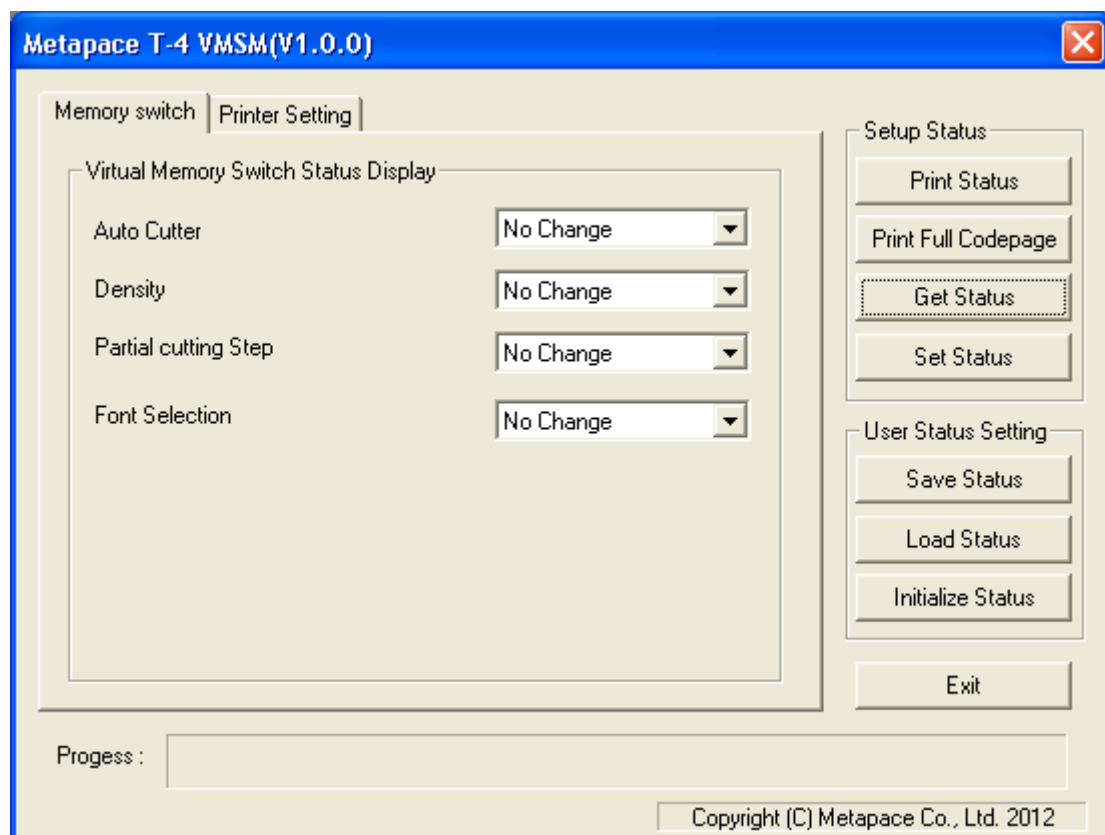 Metapace T-4 VMSM(V1.0.0)
Memory switch
Printer Setting
Virtual Memory Switch Status Display
Auto Cutter
No Change
Density
No Change
Partial cutting Step
No Change
Font Selection
No Change
Setup Status
Print Status
Print Full Codepage
Get Status
Set Status
User Status Setting
Save Status
Load Status
Initialize Status
Exit
Progess :
Copyright (C) Metapace Co., Ltd. 2012